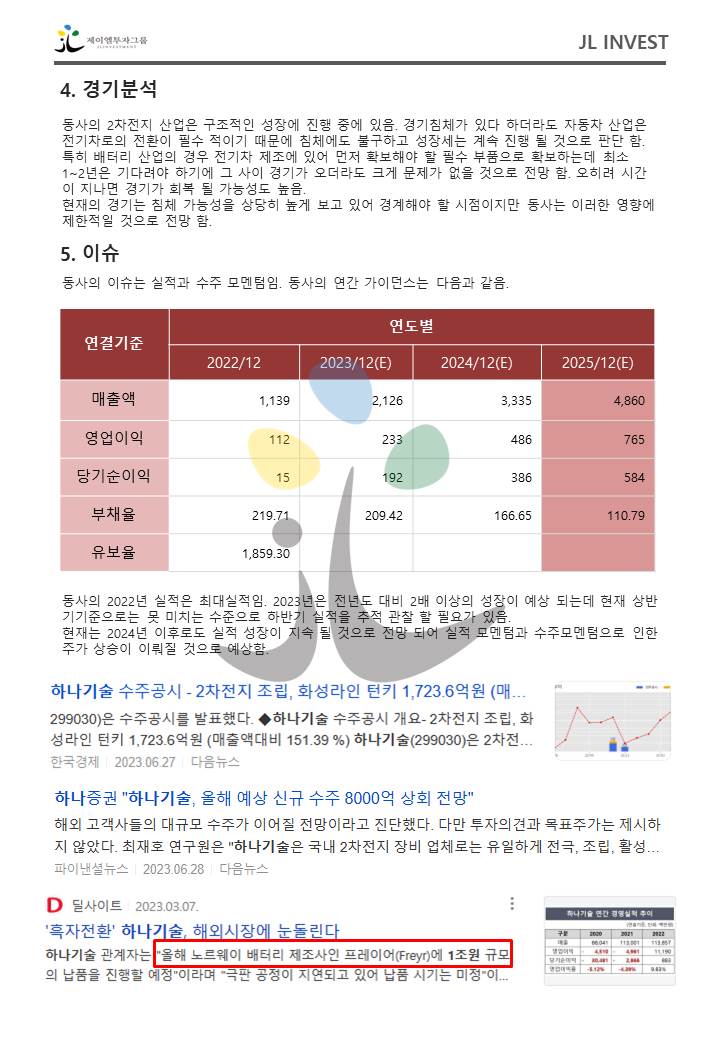 제이엘투자그룹
JL INVESTMENT
JL INVEST
4. 경기분석
동사의 2차전지 산업은 구조적인 성장에 진행 중에 있음. 경기침체가 있다 하더라도 자동차 산업은
전기차로의 전환이 필수 적이기 때문에 침체에도 불구하고 성장세는 계속 진행 될 것으로 판단 함.
특히 배터리 산업의 경우 전기차 제조에 있어 먼저 확보해야 할 필수 부품으로 확보하는데 최소
1~2년은 기다려야 하기에 그 사이 경기가 오더라도 크게 문제가 없을 것으로 전망 함. 오히려 시간
이 지나면 경기가 회복 될 가능성도 높음.
현재의 경기는 침체 가능성을 상당히 높게 보고 있어 경계해야 할 시점이지만 동사는 이러한 영향에
제한적일 것으로 전망 함.
5. 이슈
동사의 이슈는 실적과 수주 모멘텀임. 동사의 연간 가이던스는 다음과 같음.
연결기준 연도별
2022/12 2023/12(E) 2024/12(E) 2025/12(E)
매출액 1,139 2,126 3,335 4,860
영업이익 112 233 486 765
당기순이익 15 192 386 584
부채율 219.71 209.42 166.65 110.79
유보율 1,859.30
동사의 2022년 실적은 최대실적임. 2023년은 전년도 대비 2배 이상의 성장이 예상 되는데 현재 상반
기기준으로는 못 미치는 수준으로 하반기 실적을 추적 관찰 할 필요가 있음.
현재는 2024년 이후로도 실적 성장이 지속 될 것으로 전망 되어 실적 모멘텀과 수주모멘텀으로 인한
주가 상승이 이뤄질 것으로 예상함.
하나기술 수주공시 - 2차전지 조립, 화성라인 턴키 1,723.6억원 (매...
299030)은 수주공시를 발표했다. ◆하나기술 수주공시 개요- 2차전지 조립, 화
성라인 턴키 1,723.6억원 (매출액대비 151.39 %) 하나기술(299030)은 2차전...
한국경제 | 2023.06.27 | 다음뉴스
하나증권 "하나기술, 올해 예상 신규 수주 8000억 상회 전망"
해외 고객사들의 대규모 수주가 이어질 전망이라고 진단했다. 다만 투자의견과 목표주가는 제시하
지 않았다. 최재호 연구원은 "하나기술은 국내 2차전지 장비 업체로는 유일하게 전극, 조립, 활성...
파이낸셜뉴스 | 2023.06.28 | 다음뉴스
D 딜사이트 | 2023.03.07.
'흑자전환' 하나기술, 해외시장에 눈돌린다
하나기술 관계자는 "올해 노르웨이 배터리 제조사인 프레이어(Freyr)에 1조원 규모
의 납품을 진행할 예정"이라며 "극판 공정이 지연되고 있어 납품 시기는 미정"이...
하나기술 연간 경영실적 추이
구분 2020 2021 2022
매출
영업이익
당기순이익
영업이익률